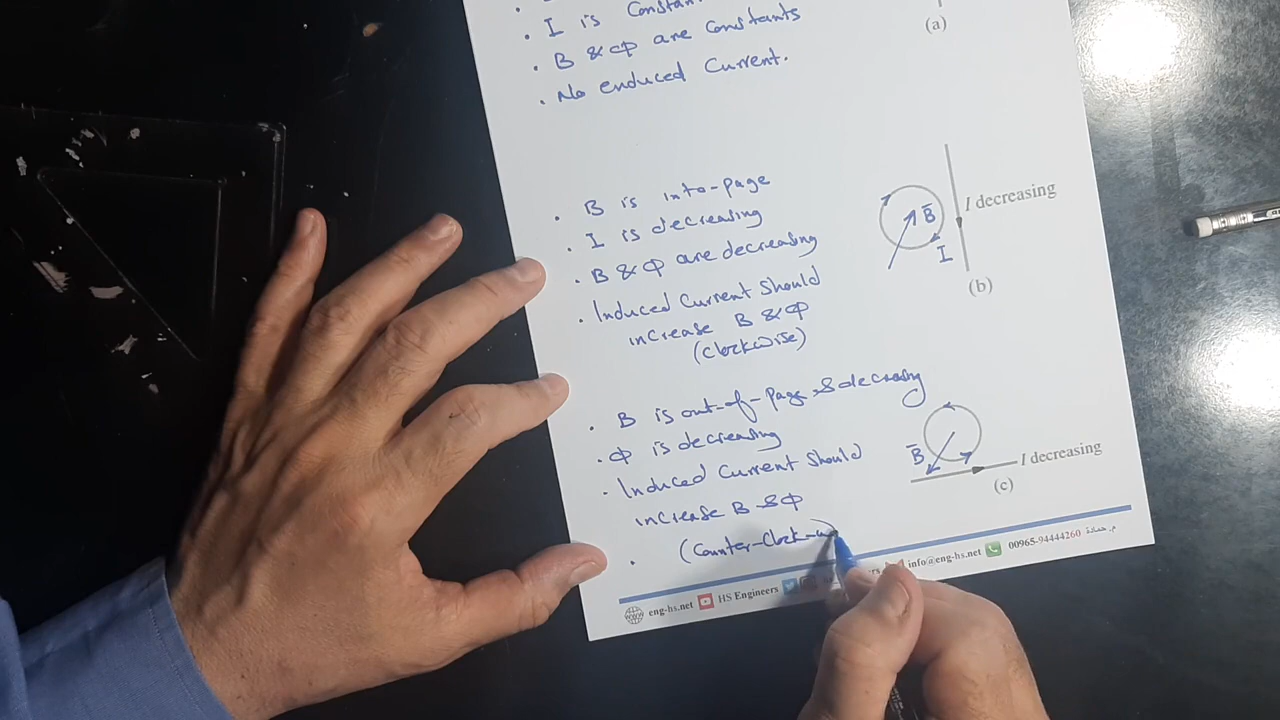 . I is Constan
. B & φ are Constants
. No enduced Current.
(a)
. B is into-page
. I is decreasing
. B & φ are decreasing
. Induced Current Should
increase B & φ
(Clockwise)
B̄
I
I decreasing
(b)
. B is out-of-page & decreasing
. φ is decreasing
. Induced Current Should
increase B & φ
. (Counter-Clock-w
B̄
I decreasing
(c)
eng-hs.net HS Engineers info@eng-hs.net 00965-94444260 م. حمادة